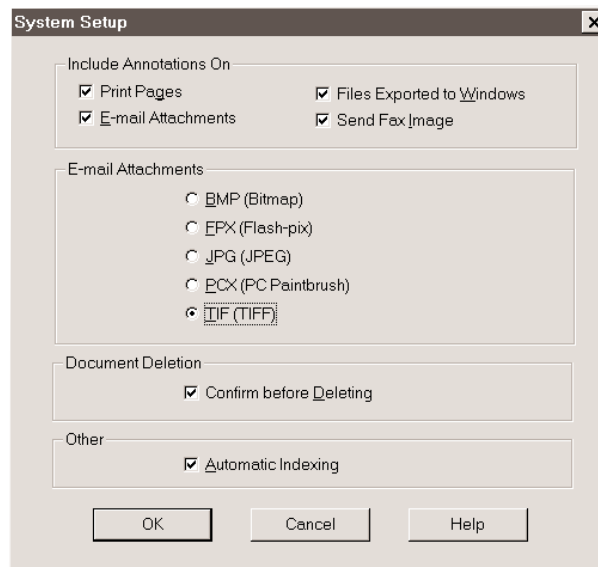 System Setup
Include Annotations On
Print Pages
Files Exported to Windows
E-mail Attachments
Send Fax Image
E-mail Attachments
BMP (Bitmap)
FPX (Flash-pix)
JPG (JPEG)
PCX (PC Paintbrush)
TIF (TIFF)
Document Deletion
Confirm before Deleting
Other
Automatic Indexing
OK Cancel Help